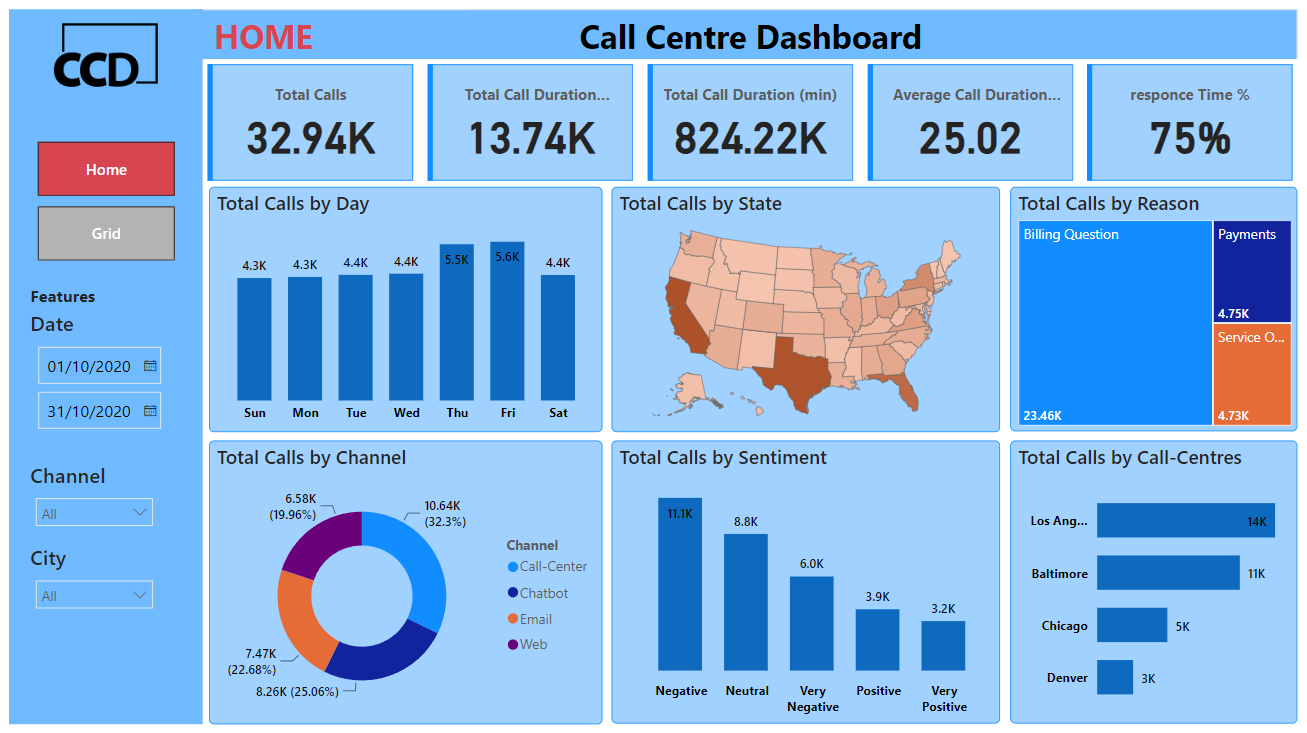 CCD
HOME
Call Centre Dashboard
Home
Grid
Features
Date
01/10/2020
31/10/2020
Channel
All
City
All
Total Calls
32.94K
Total Call Duration...
13.74K
Total Call Duration (min)
824.22K
Average Call Duration...
25.02
responce Time %
75%
Total Calls by Day
4.3K
4.3K
4.4K
4.4K
5.5K
5.6K
4.4K
Sun
Mon
Tue
Wed
Thu
Fri
Sat
Total Calls by State
Total Calls by Reason
Billing Question
23.46K
Payments
4.75K
Service O...
4.73K
Total Calls by Channel
6.58K
(19.96%)
10.64K
(32.3%)
7.47K
(22.68%)
8.26K (25.06%)
Channel
Call-Center
Chatbot
Email
Web
Total Calls by Sentiment
11.1K
8.8K
6.0K
3.9K
3.2K
Negative
Neutral
Very
Negative
Positive
Very
Positive
Total Calls by Call-Centres
Los Ang...
14K
Baltimore
11K
Chicago
5K
Denver
3K